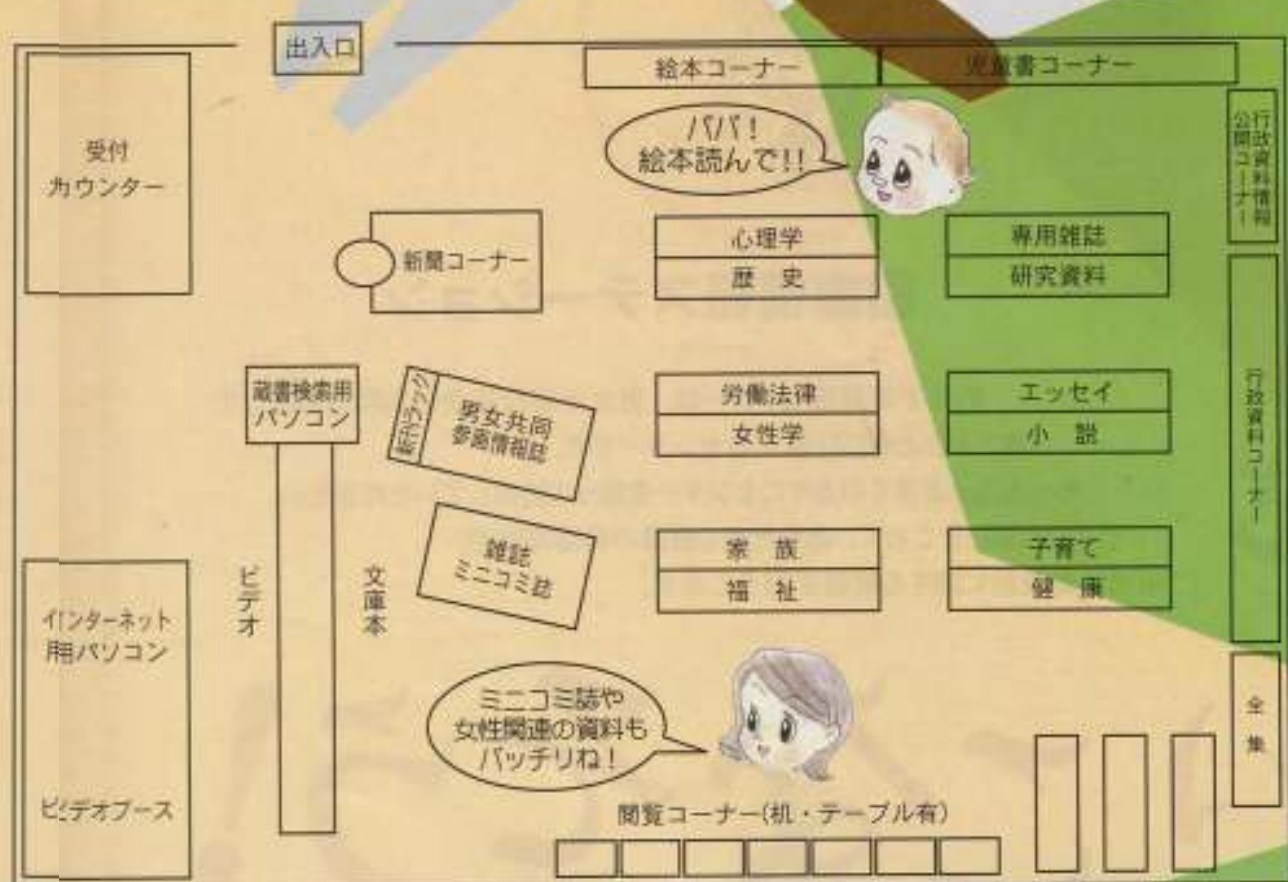 出入口
絵本コーナー
児童書コーナー
受付
カウンター
パパ！
絵本読んで!!
行政資料情報
公開コーナー
新聞コーナー
心理学
歴 史
専用雑誌
研究資料
蔵書検索用
パソコン
新刊ラック
男女共同
参画情報誌
労働法律
女性学
エッセイ
小 説
行政資料コーナー
雑誌
ミニコミ誌
家 族
福 祉
子育て
健 康
ビデオ
文庫本
インターネット
用パソコン
ビデオブース
ミニコミ誌や
女性関連の資料も
バッチリね！
全集
閲覧コーナー(机・テーブル有)